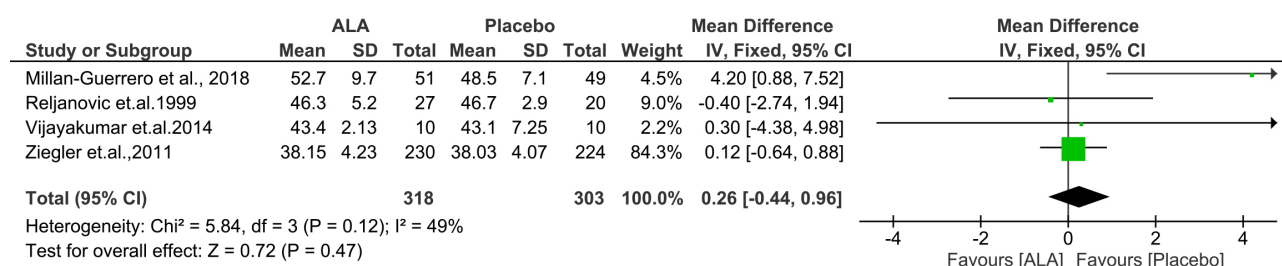 ALA Placebo Mean Difference Mean Difference
Study or Subgroup Mean SD Total Mean SD Total Weight IV, Fixed, 95% CI IV, Fixed, 95% CI
Millan-Guerrero et al., 2018 52.7 9.7 51 48.5 7.1 49 4.5% 4.20 [0.88, 7.52]
Reljanovic et.al.1999 46.3 5.2 27 46.7 2.9 20 9.0% -0.40 [-2.74, 1.94]
Vijayakumar et.al.2014 43.4 2.13 10 43.1 7.25 10 2.2% 0.30 [-4.38, 4.98]
Ziegler et.al.,2011 38.15 4.23 230 38.03 4.07 224 84.3% 0.12 [-0.64, 0.88]
Total (95% CI) 318 303 100.0% 0.26 [-0.44, 0.96]
Heterogeneity: Chi² = 5.84, df = 3 (P = 0.12); I² = 49%
Test for overall effect: Z = 0.72 (P = 0.47)
-4 -2 0 2 4
Favours [ALA] Favours [Placebo]